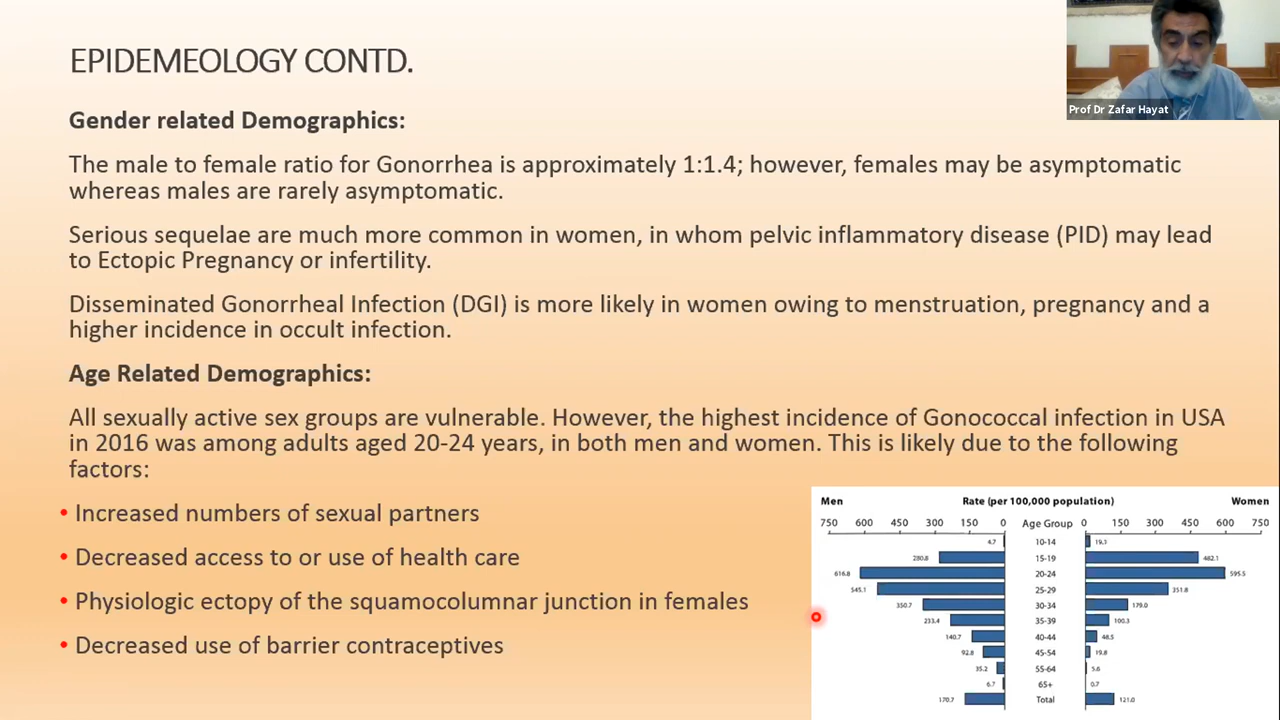 EPIDEMEOLOGY CONTD.
Prof Dr Zafar Hayat
Gender related Demographics:
The male to female ratio for Gonorrhea is approximately 1:1.4; however, females may be asymptomatic
whereas males are rarely asymptomatic.
Serious sequelae are much more common in women, in whom pelvic inflammatory disease (PID) may lead
to Ectopic Pregnancy or infertility.
Disseminated Gonorrheal Infection (DGI) is more likely in women owing to menstruation, pregnancy and a
higher incidence in occult infection.
Age Related Demographics:
All sexually active sex groups are vulnerable. However, the highest incidence of Gonococcal infection in USA
in 2016 was among adults aged 20-24 years, in both men and women. This is likely due to the following
factors:
• Increased numbers of sexual partners
• Decreased access to or use of health care
• Physiologic ectopy of the squamocolumnar junction in females
• Decreased use of barrier contraceptives
Men Rate (per 100,000 population) Women
750 600 450 300 150 0 Age Group 0 150 300 450 600 750
4.7 10-14 19.3
280.8 15-19 482.1
616.8 20-24 595.5
545.1 25-29 351.8
350.7 30-34 179.0
233.4 35-39 100.3
140.7 40-44 48.5
92.8 45-54 19.8
35.2 55-64 5.6
6.7 65+ 0.7
170.7 Total 121.0